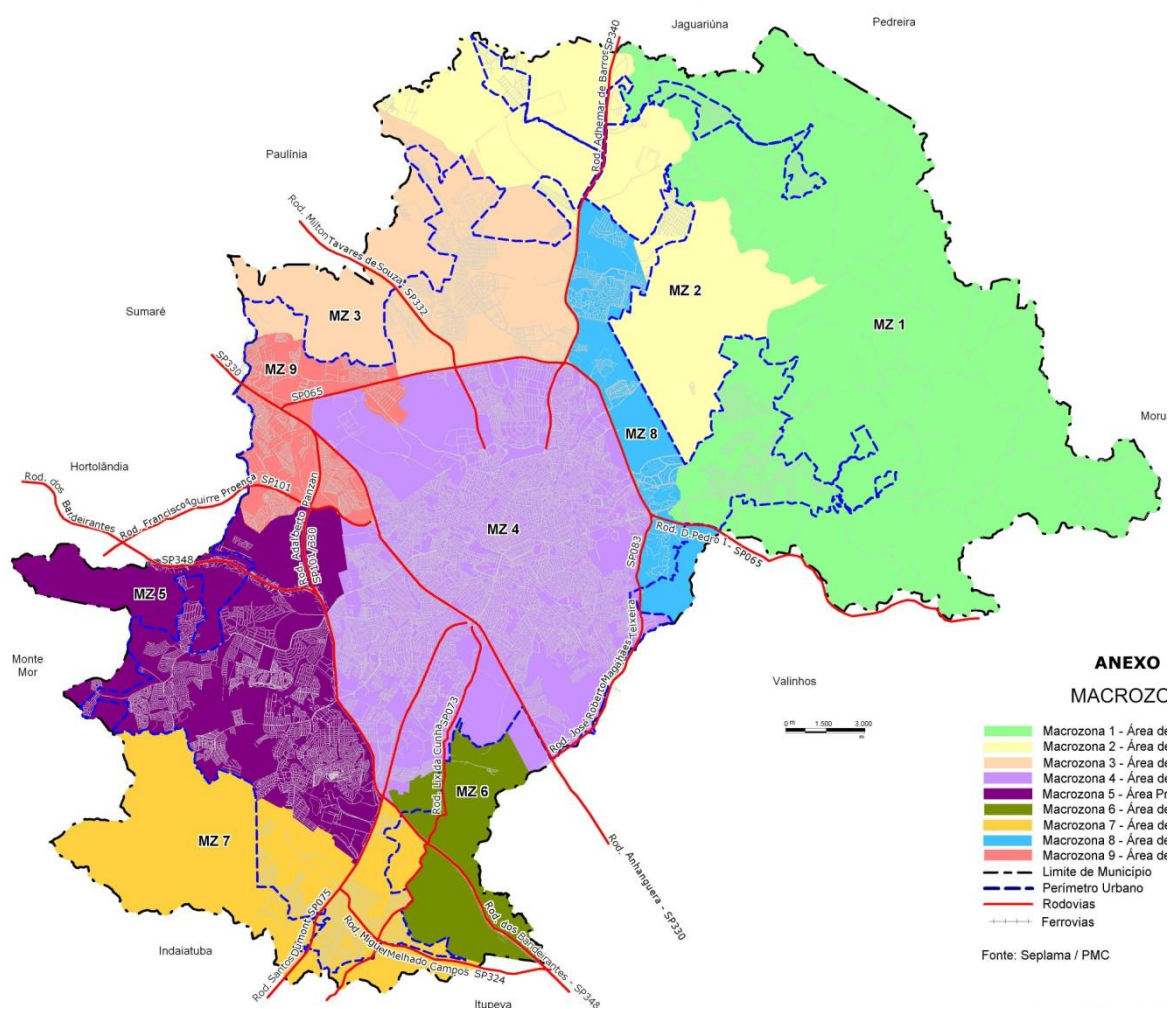 Jaguariúna
Pedreira
Rod. Adhemar de Barros SP340
Paulínia
Rod. Milton Tavares de Souza, SP332
MZ 2
MZ 3
MZ 1
Sumaré
SP330
MZ 9
SP065
Moru
MZ 8
Hortolândia
Rod. dos Bandeirantes
Rod. Francisco Aguirre Proença SP101
Rod. Adalberto Panzan
SP101/330
MZ 4
Rod. D.Pedro I - SP065
SP348
SP083
MZ 5
Rod. José Roberto Magalhães Teixeira
Monte
Mor
Valinhos
ANEXO
MACROZO
0 m 1.500 3.000
m
Rod. Lix da Cunha SP073
MZ 6
MZ 7
Rod. Anhanguera - SP330
Rod. Santos Dumont SP075
Rod. Miguel Melhado Campos SP324
Rod. dos Bandeirantes - SP348
Indaiatuba
Itupeva
Macrozona 1 - Área de
Macrozona 2 - Área de
Macrozona 3 - Área de
Macrozona 4 - Área de
Macrozona 5 - Área Pr
Macrozona 6 - Área de
Macrozona 7 - Área de
Macrozona 8 - Área de
Macrozona 9 - Área de
Limite de Município
Perímetro Urbano
Rodovias
Ferrovias
Fonte: Seplama / PMC